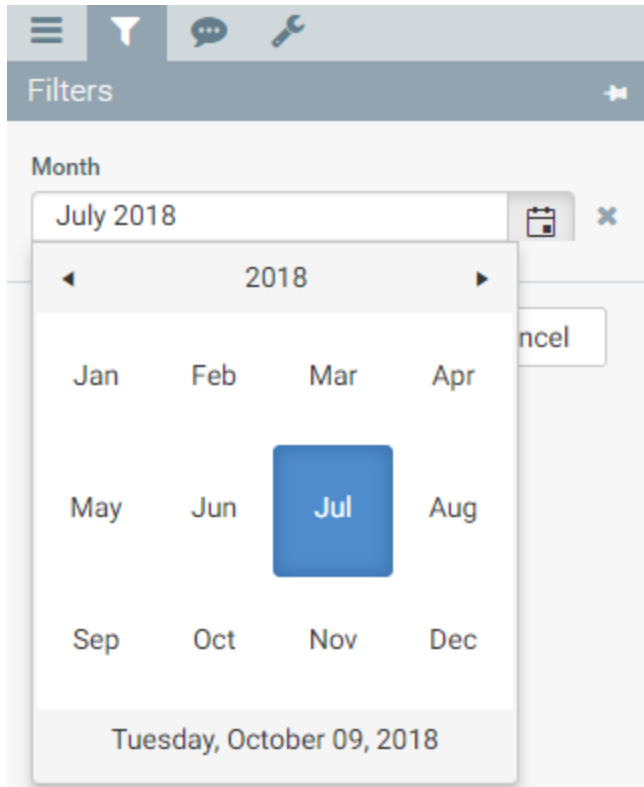 Filters
Month
July 2018
2018
ncel
Jan Feb Mar Apr
May Jun Jul Aug
Sep Oct Nov Dec
Tuesday, October 09, 2018